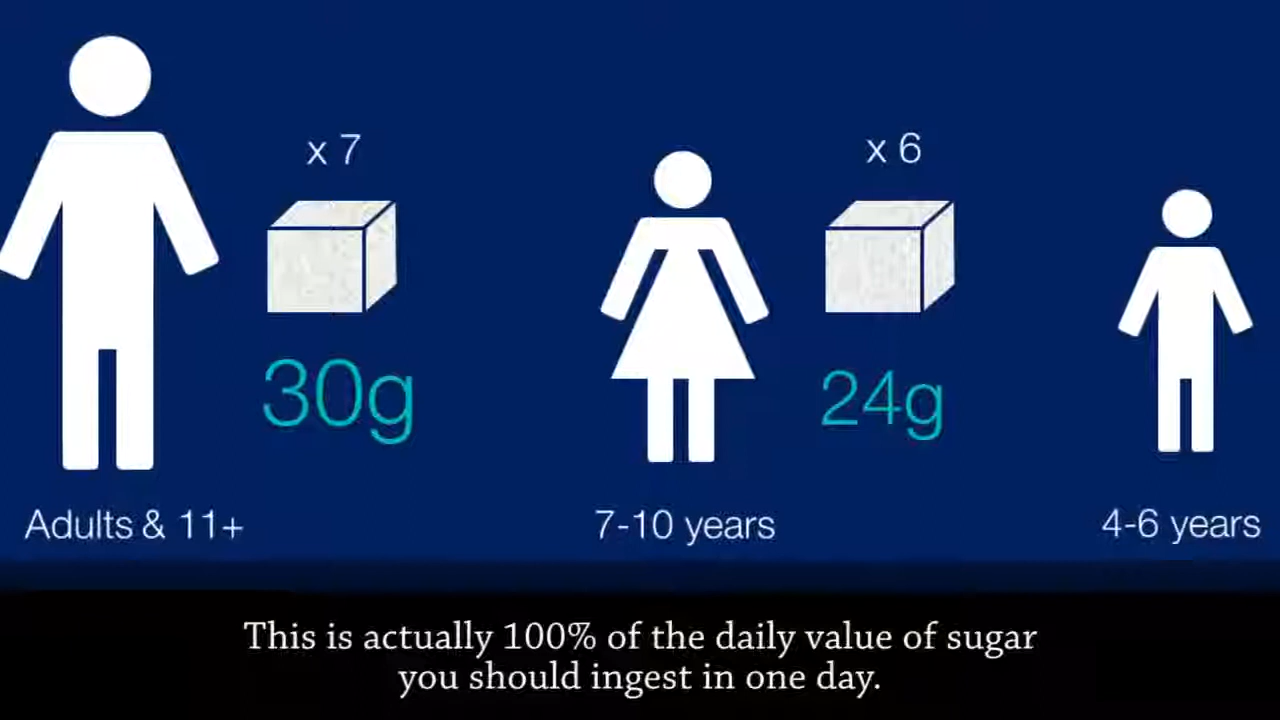 x 7
x 6
30g
24g
Adults & 11+
7-10 years
4-6 years
This is actually 100% of the daily value of sugar
you should ingest in one day.